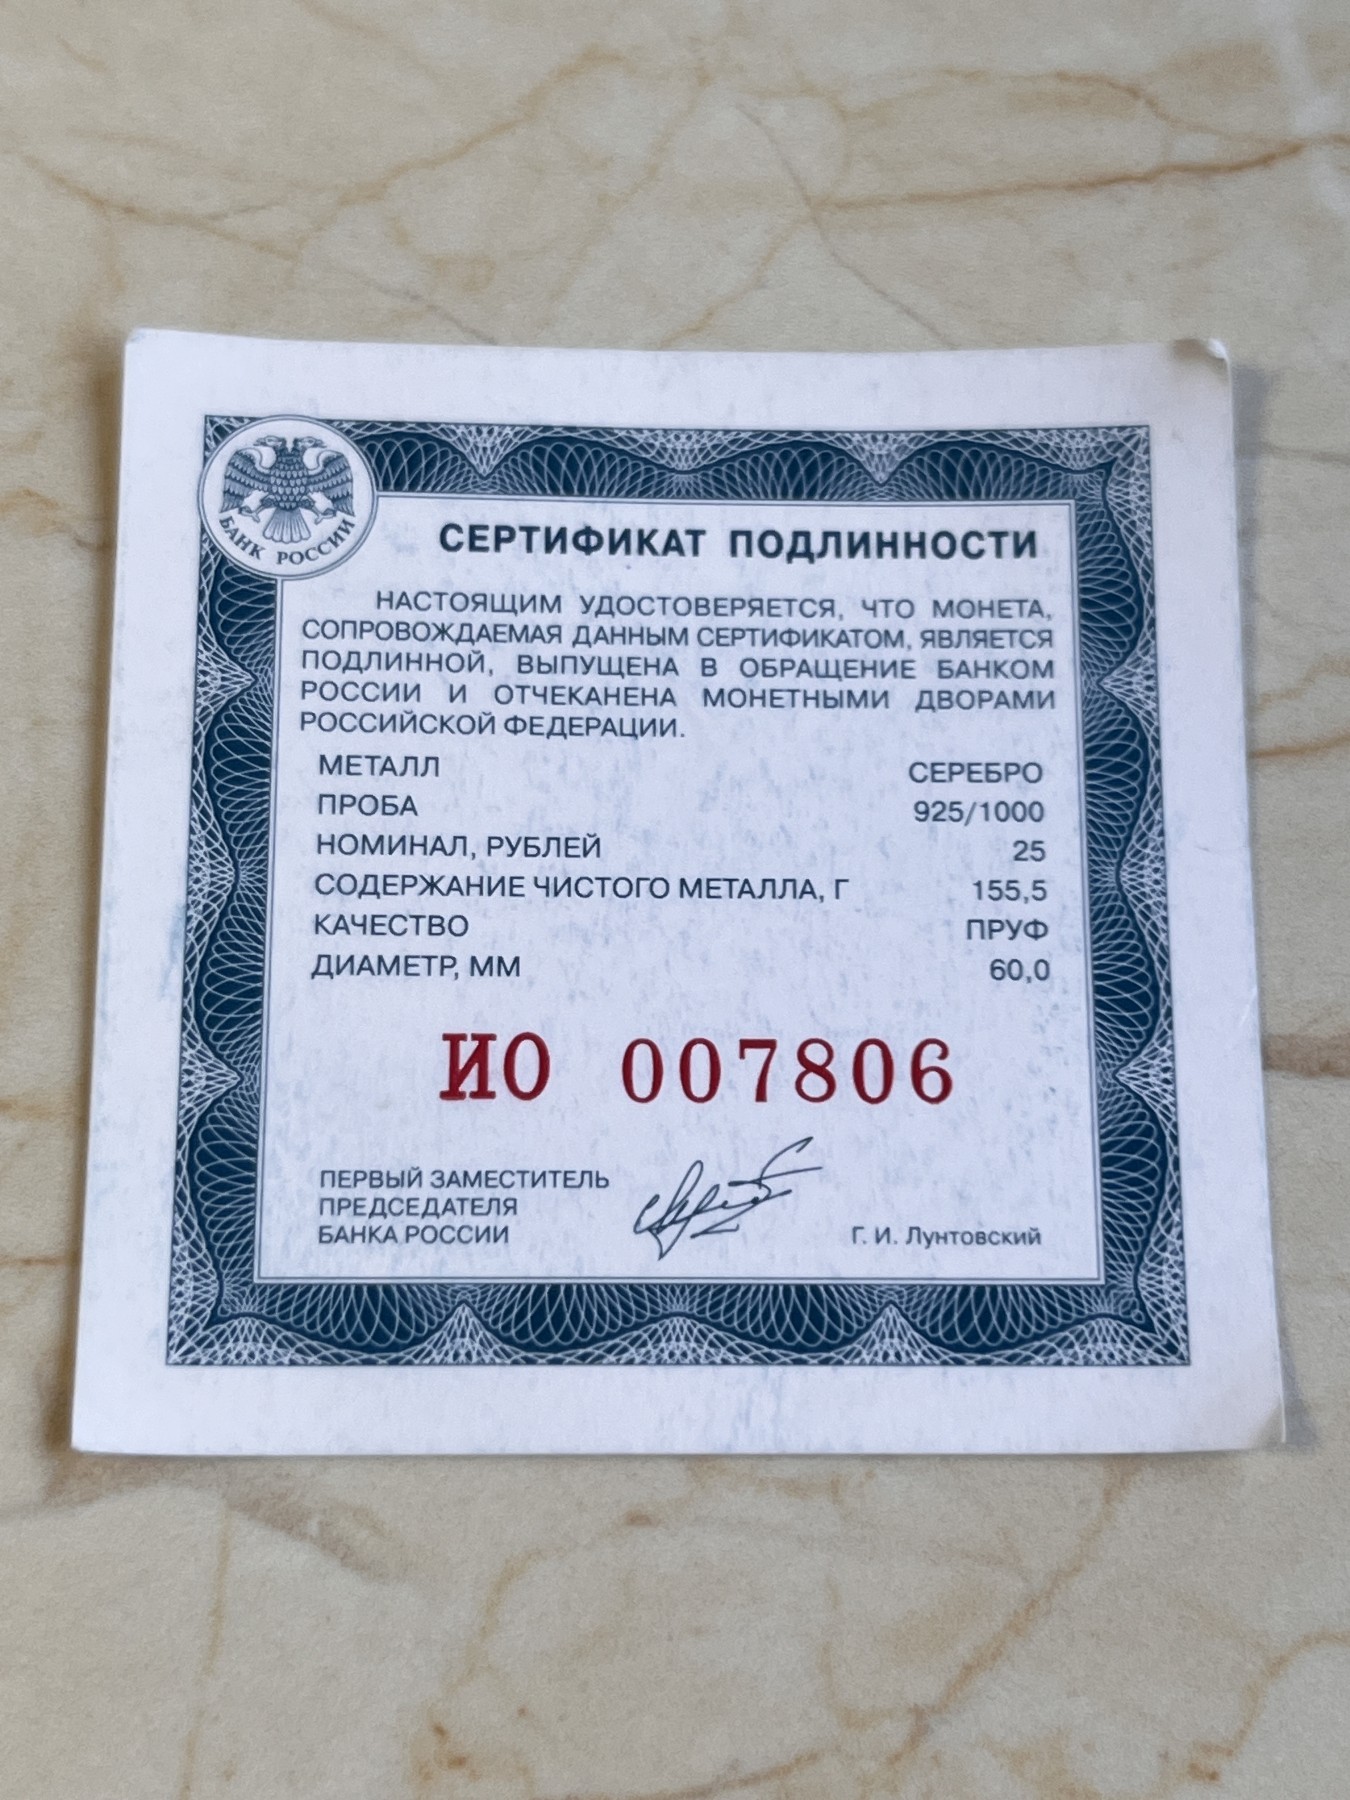 БАНК РОССИИ
СЕРТИФИКАТ ПОДЛИННОСТИ
НАСТОЯЩИМ УДОСТОВЕРЯЕТСЯ, ЧТО МОНЕТА,
СОПРОВОЖДАЕМАЯ ДАННЫМ СЕРТИФИКАТОМ, ЯВЛЯЕТСЯ
ПОДЛИННОЙ, ВЫПУЩЕНА В ОБРАЩЕНИЕ БАНКОМ
РОССИИ И ОТЧЕКАНЕНА МОНЕТНЫМИ ДВОРАМИ
РОССИЙСКОЙ ФЕДЕРАЦИИ.
МЕТАЛЛ СЕРЕБРО
ПРОБА 925/1000
НОМИНАЛ, РУБЛЕЙ 25
СОДЕРЖАНИЕ ЧИСТОГО МЕТАЛЛА, Г 155,5
КАЧЕСТВО ПРУФ
ДИАМЕТР, ММ 60,0
ИО 007806
ПЕРВЫЙ ЗАМЕСТИТЕЛЬ
ПРЕДСЕДАТЕЛЯ
БАНКА РОССИИ Г. И. Лунтовский